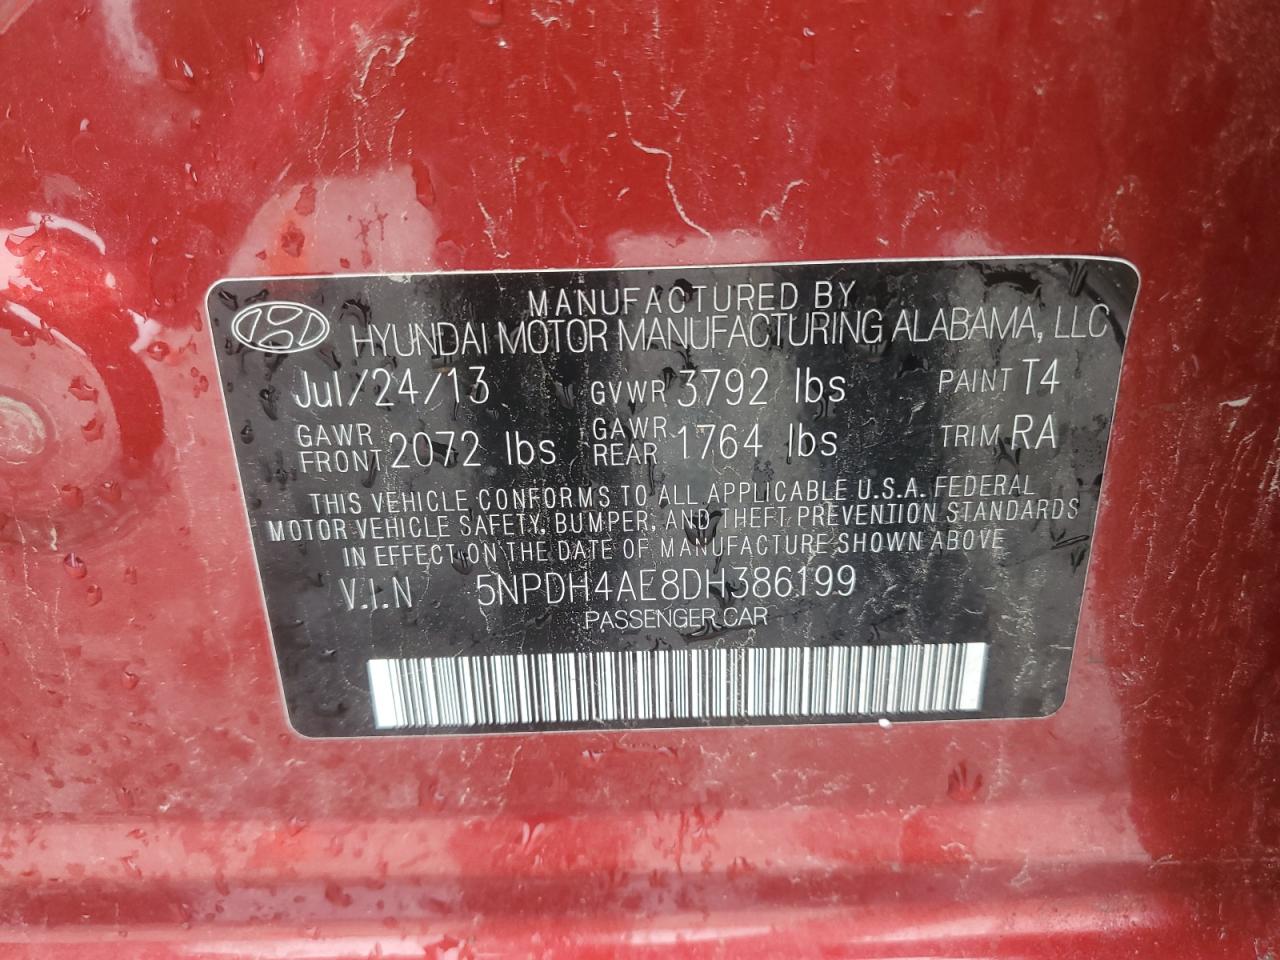 MANUFACTURED BY
HYUNDAI MOTOR MANUFACTURING ALABAMA, LLC
Jul/24/13 GVWR 3792 lbs PAINT T4
GAWR FRONT 2072 lbs GAWR REAR 1764 lbs TRIM RA
THIS VEHICLE CONFORMS TO ALL APPLICABLE U.S.A. FEDERAL
MOTOR VEHICLE SAFETY, BUMPER, AND THEFT PREVENTION STANDARDS
IN EFFECT ON THE DATE OF MANUFACTURE SHOWN ABOVE
V.I.N 5NPDH4AE8DH386199
PASSENGER CAR